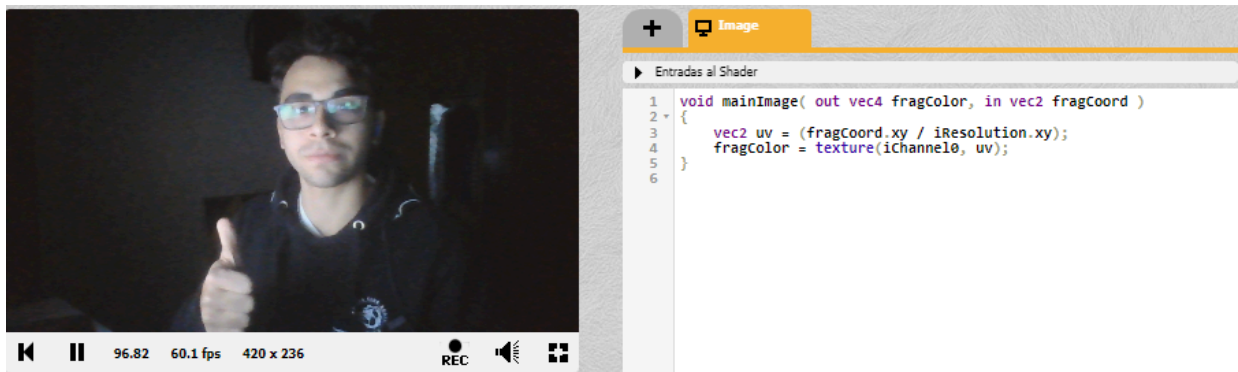 Image
Entradas al Shader
1 void mainImage( out vec4 fragColor, in vec2 fragCoord )
2 {
3     vec2 uv = (fragCoord.xy / iResolution.xy);
4     fragColor = texture(iChannel0, uv);
5 }
6
96.82 60.1 fps 420 x 236 REC